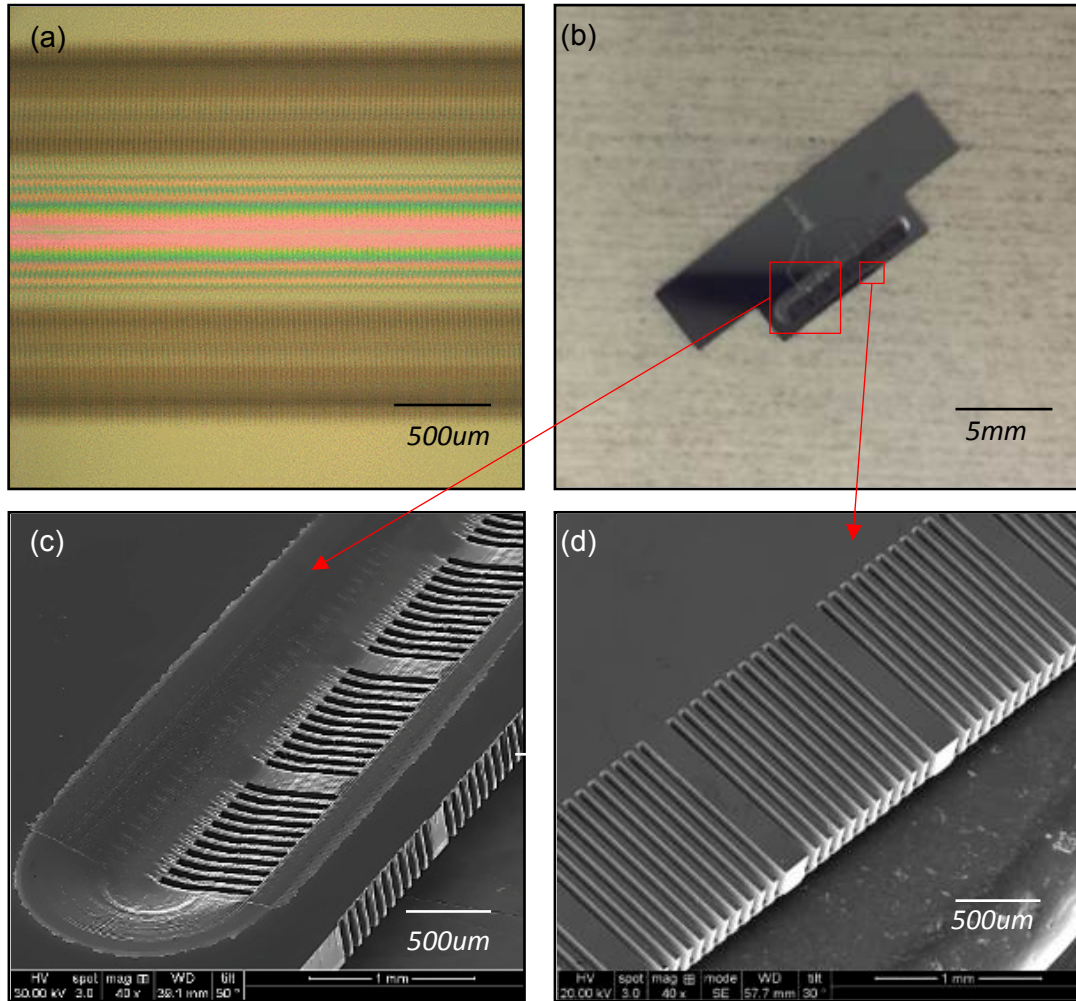 (a)
500um
(b)
5mm
(c)
500um
HV spot mag WD tilt
30.00 kV 3.0 40 x 39.1 mm 50° 1 mm
(d)
500um
HV spot mag mode WD tilt
20.00 kV 3.0 40 x SE 57.7 mm 30° 1 mm